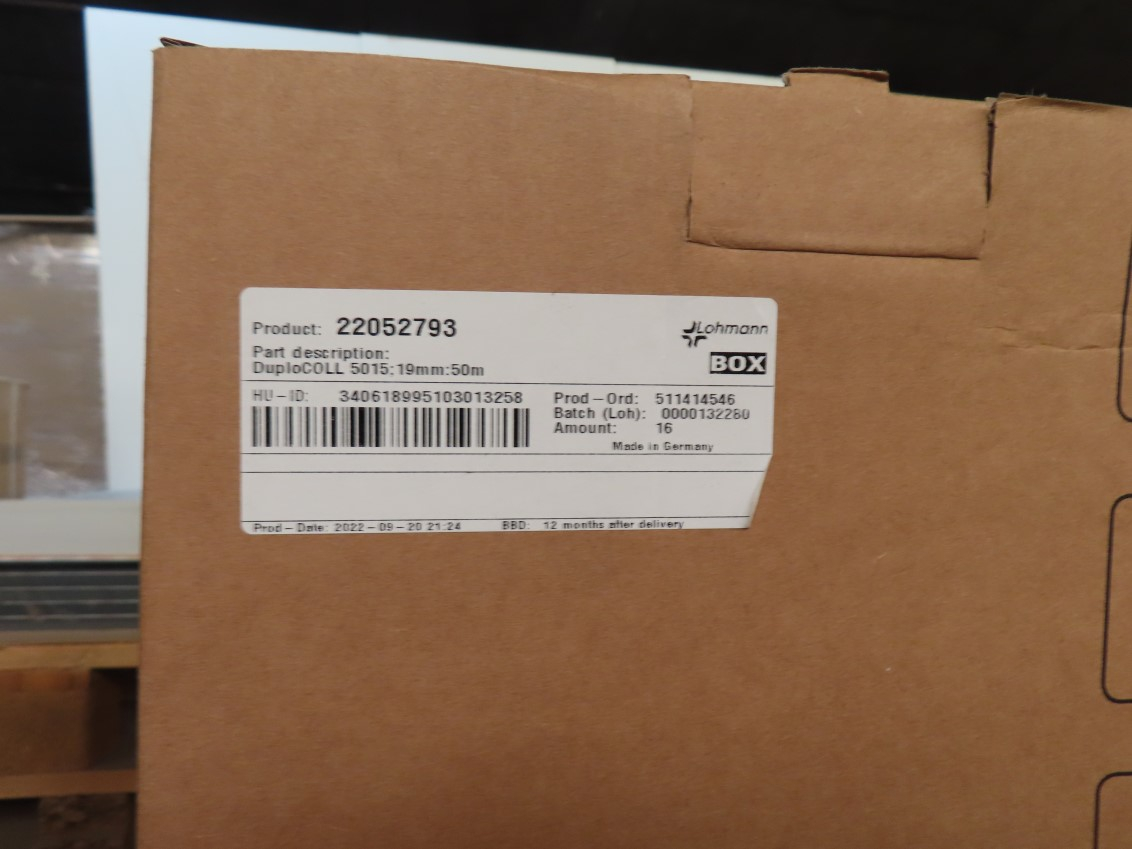 Product: 22052793
Lohmann
Part description:
DuploCOLL 5015;19mm;50m
BOX
HU-ID: 340618995103013258
Prod-Ord: 511414546
Batch (Loh): 0000132280
Amount: 16
Made in Germany
Prod-Date: 2022-09-20 21:24 BBD: 12 months after delivery